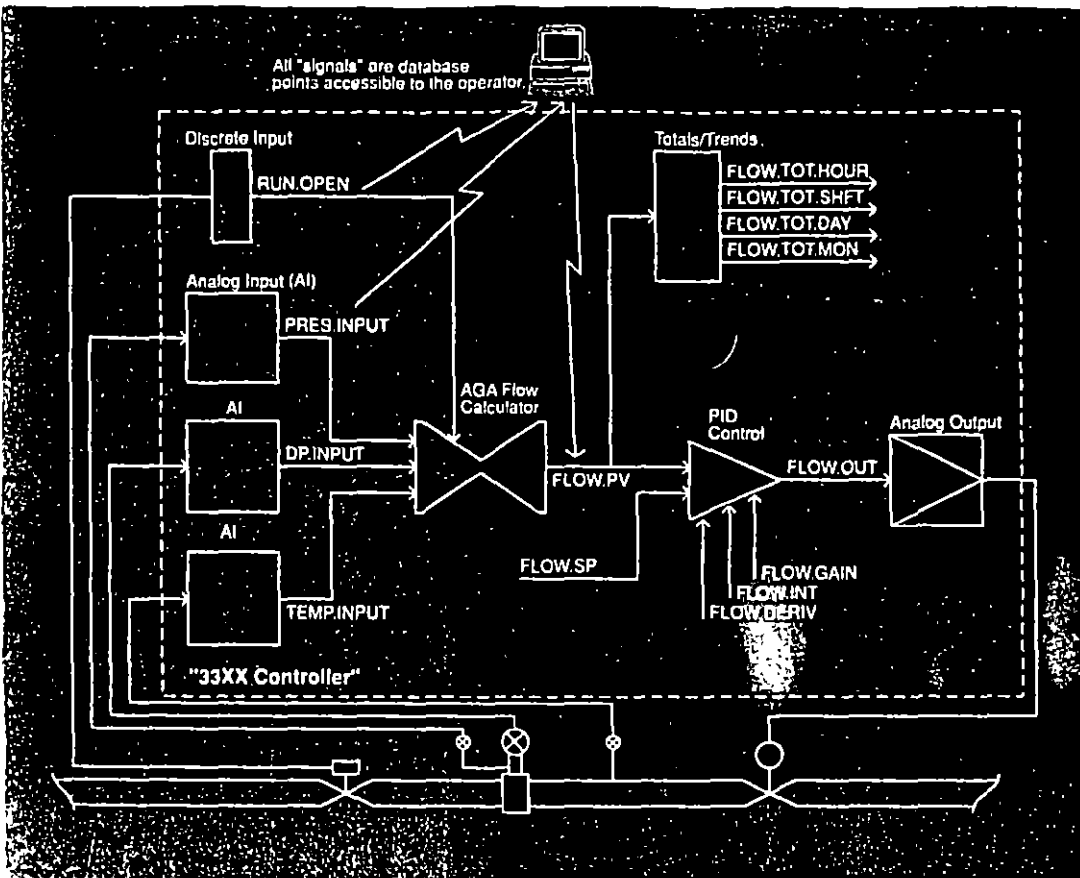 All "signals" are database
points accessible to the operator.
Discrete Input
RUN.OPEN
Totals/Trends
FLOW.TOT.HOUR
FLOW.TOT.SHFT
FLOW.TOT.DAY
FLOW.TOT.MON
Analog Input (AI)
PRES.INPUT
AGA Flow
Calculator
AI
DP.INPUT
FLOW.PV
PID
Control
FLOW.OUT
Analog Output
AI
TEMP.INPUT
FLOW.SP
FLOW.GAIN
FLOW.INT
FLOW.DERIV
"33XX Controller"